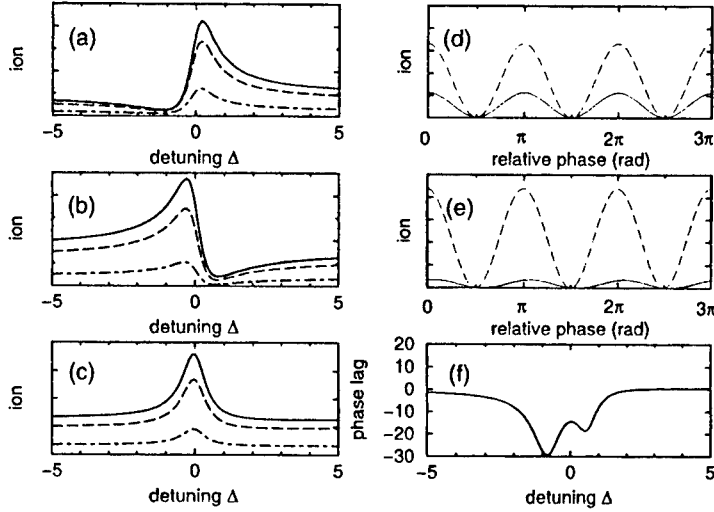 (a)
ion
-5 0 5
detuning Δ
(b)
ion
-5 0 5
detuning Δ
(c)
ion
-5 0 5
detuning Δ
(d)
ion
0 π 2π 3π
relative phase (rad)
(e)
ion
0 π 2π 3π
relative phase (rad)
(f)
phase lag
20
10
0
-10
-20
-30
-5 0 5
detuning Δ